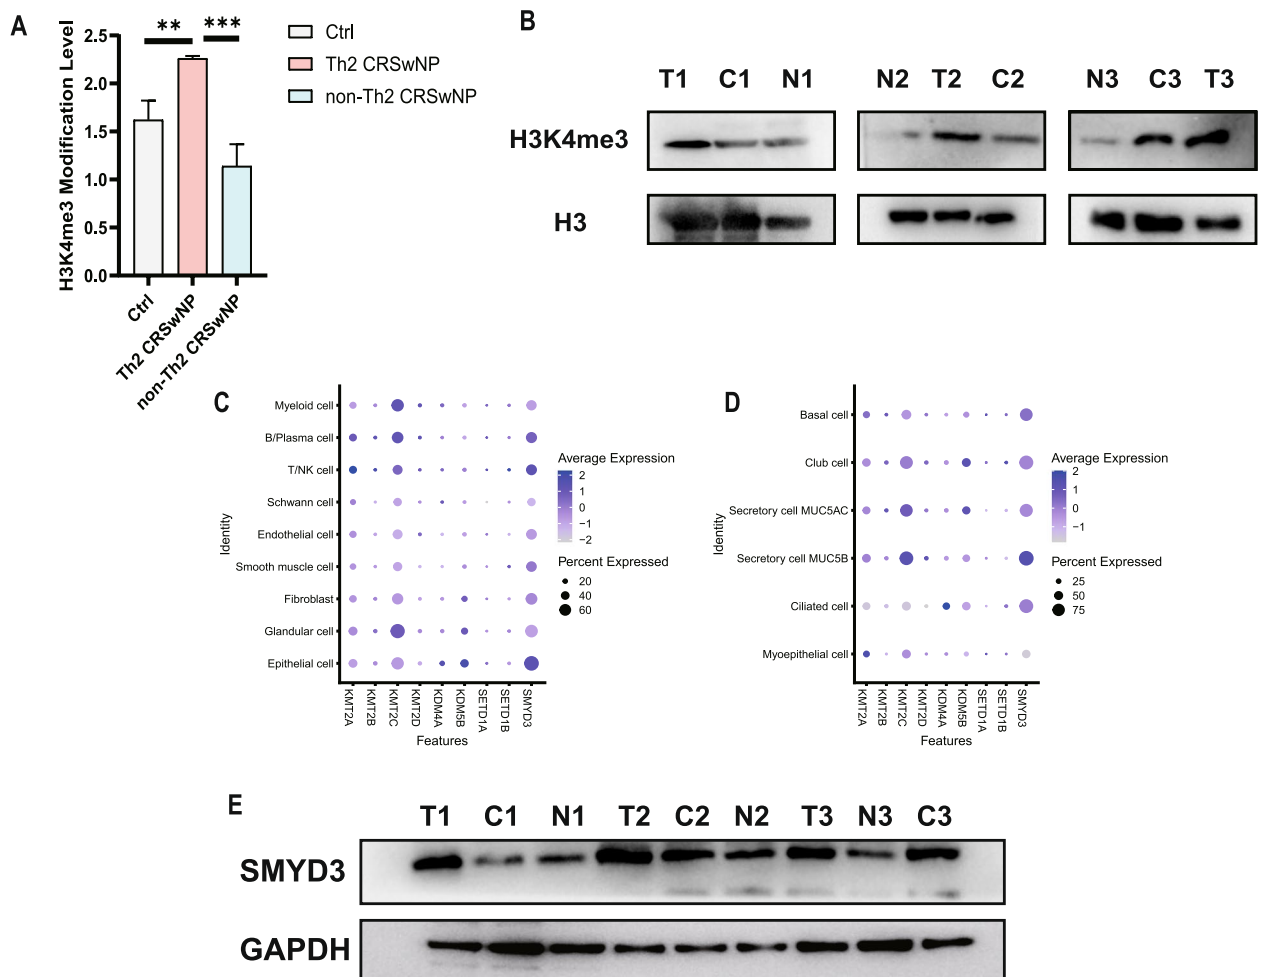 A
** ***
2.5
2.0
1.5
1.0
0.5
0.0
H3K4me3 Modification Level
Ctrl
Th2 CRSwNP
non-Th2 CRSwNP
Ctrl
Th2 CRSwNP
non-Th2 CRSwNP
B
T1 C1 N1 N2 T2 C2 N3 C3 T3
H3K4me3
H3
C
Identity
Myeloid cell
B/Plasma cell
T/NK cell
Schwann cell
Endothelial cell
Smooth muscle cell
Fibroblast
Glandular cell
Epithelial cell
KMT2A KMT2B KMT2C KMT2D KDM4A KDM5B SETD1A SETD1B SMYD3
Features
Average Expression
2
1
0
−1
−2
Percent Expressed
20
40
60
D
Identity
Basal cell
Club cell
Secretory cell MUC5AC
Secretory cell MUC5B
Ciliated cell
Myoepithelial cell
KMT2A KMT2B KMT2C KMT2D KDM4A KDM5B SETD1A SETD1B SMYD3
Features
Average Expression
2
1
0
−1
Percent Expressed
25
50
75
E
T1 C1 N1 T2 C2 N2 T3 N3 C3
SMYD3
GAPDH